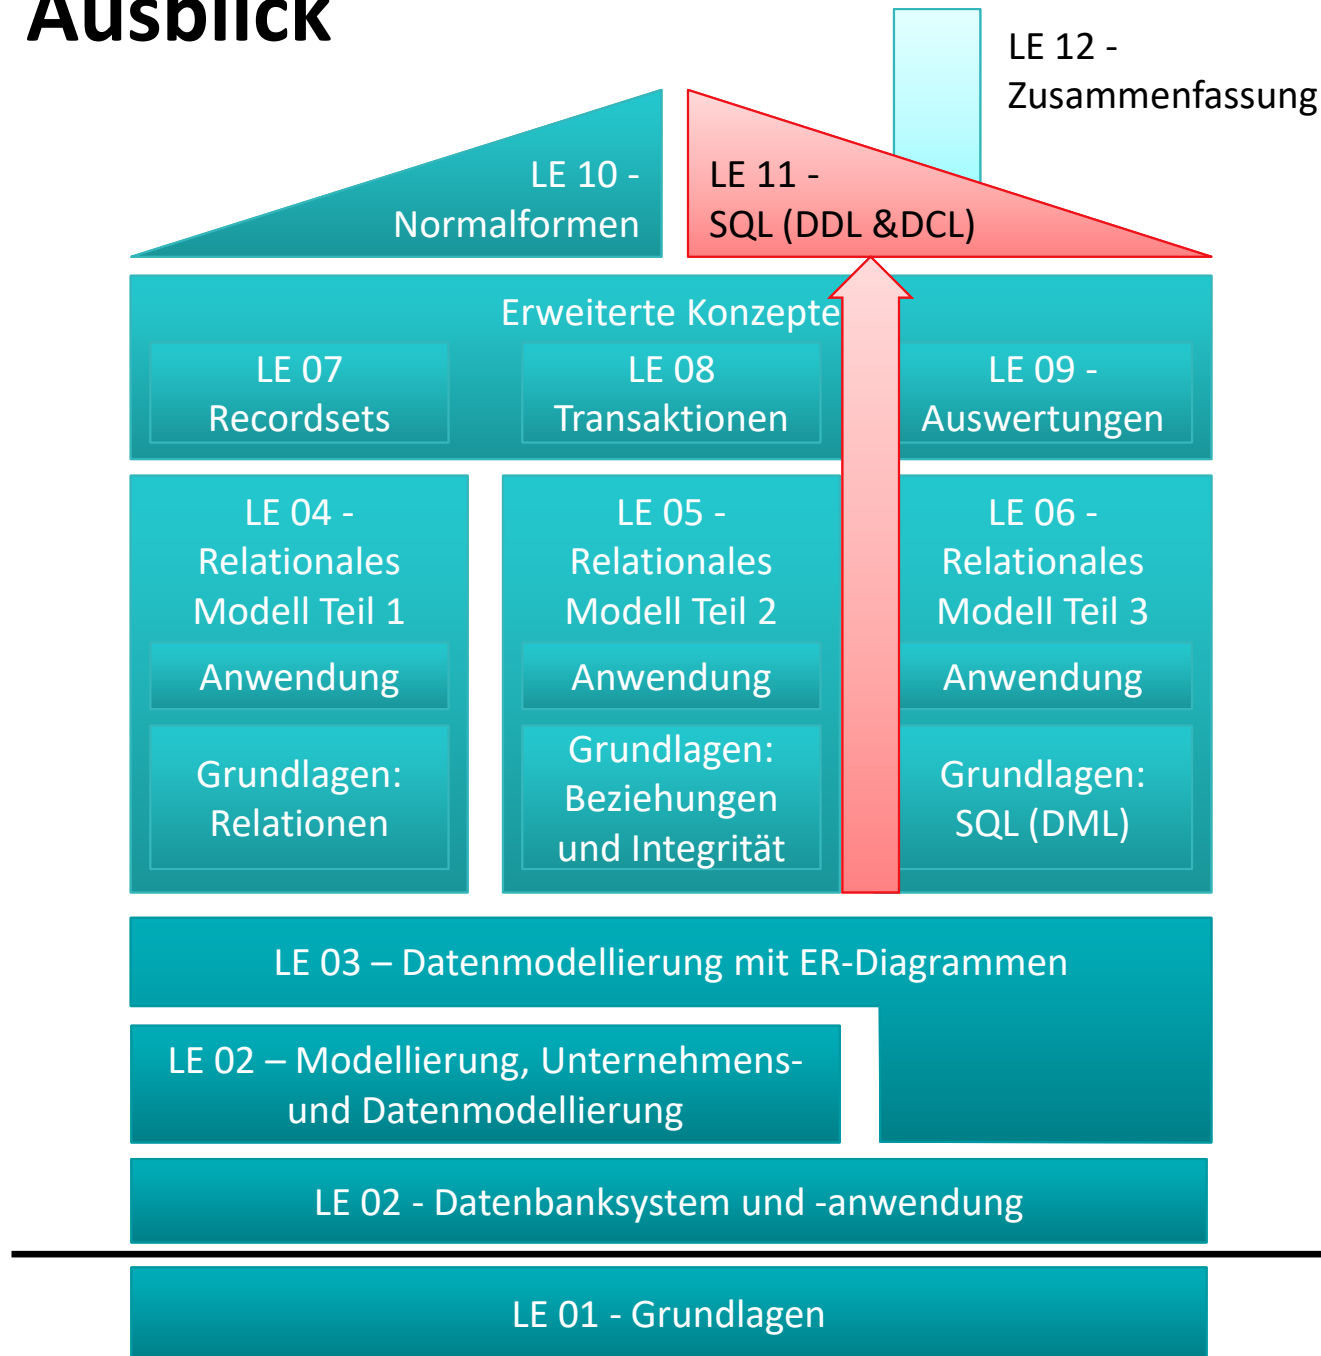 Ausblick
LE 12 -
Zusammenfassung
LE 10 -
Normalformen
LE 11 -
SQL (DDL &DCL)
Erweiterte Konzepte
LE 07
Recordsets
LE 08
Transaktionen
LE 09 -
Auswertungen
LE 04 -
Relationales
Modell Teil 1
Anwendung
Grundlagen:
Relationen
LE 05 -
Relationales
Modell Teil 2
Anwendung
Grundlagen:
Beziehungen
und Integrität
LE 06 -
Relationales
Modell Teil 3
Anwendung
Grundlagen:
SQL (DML)
LE 03 – Datenmodellierung mit ER-Diagrammen
LE 02 – Modellierung, Unternehmens-
und Datenmodellierung
LE 02 - Datenbanksystem und -anwendung
LE 01 - Grundlagen